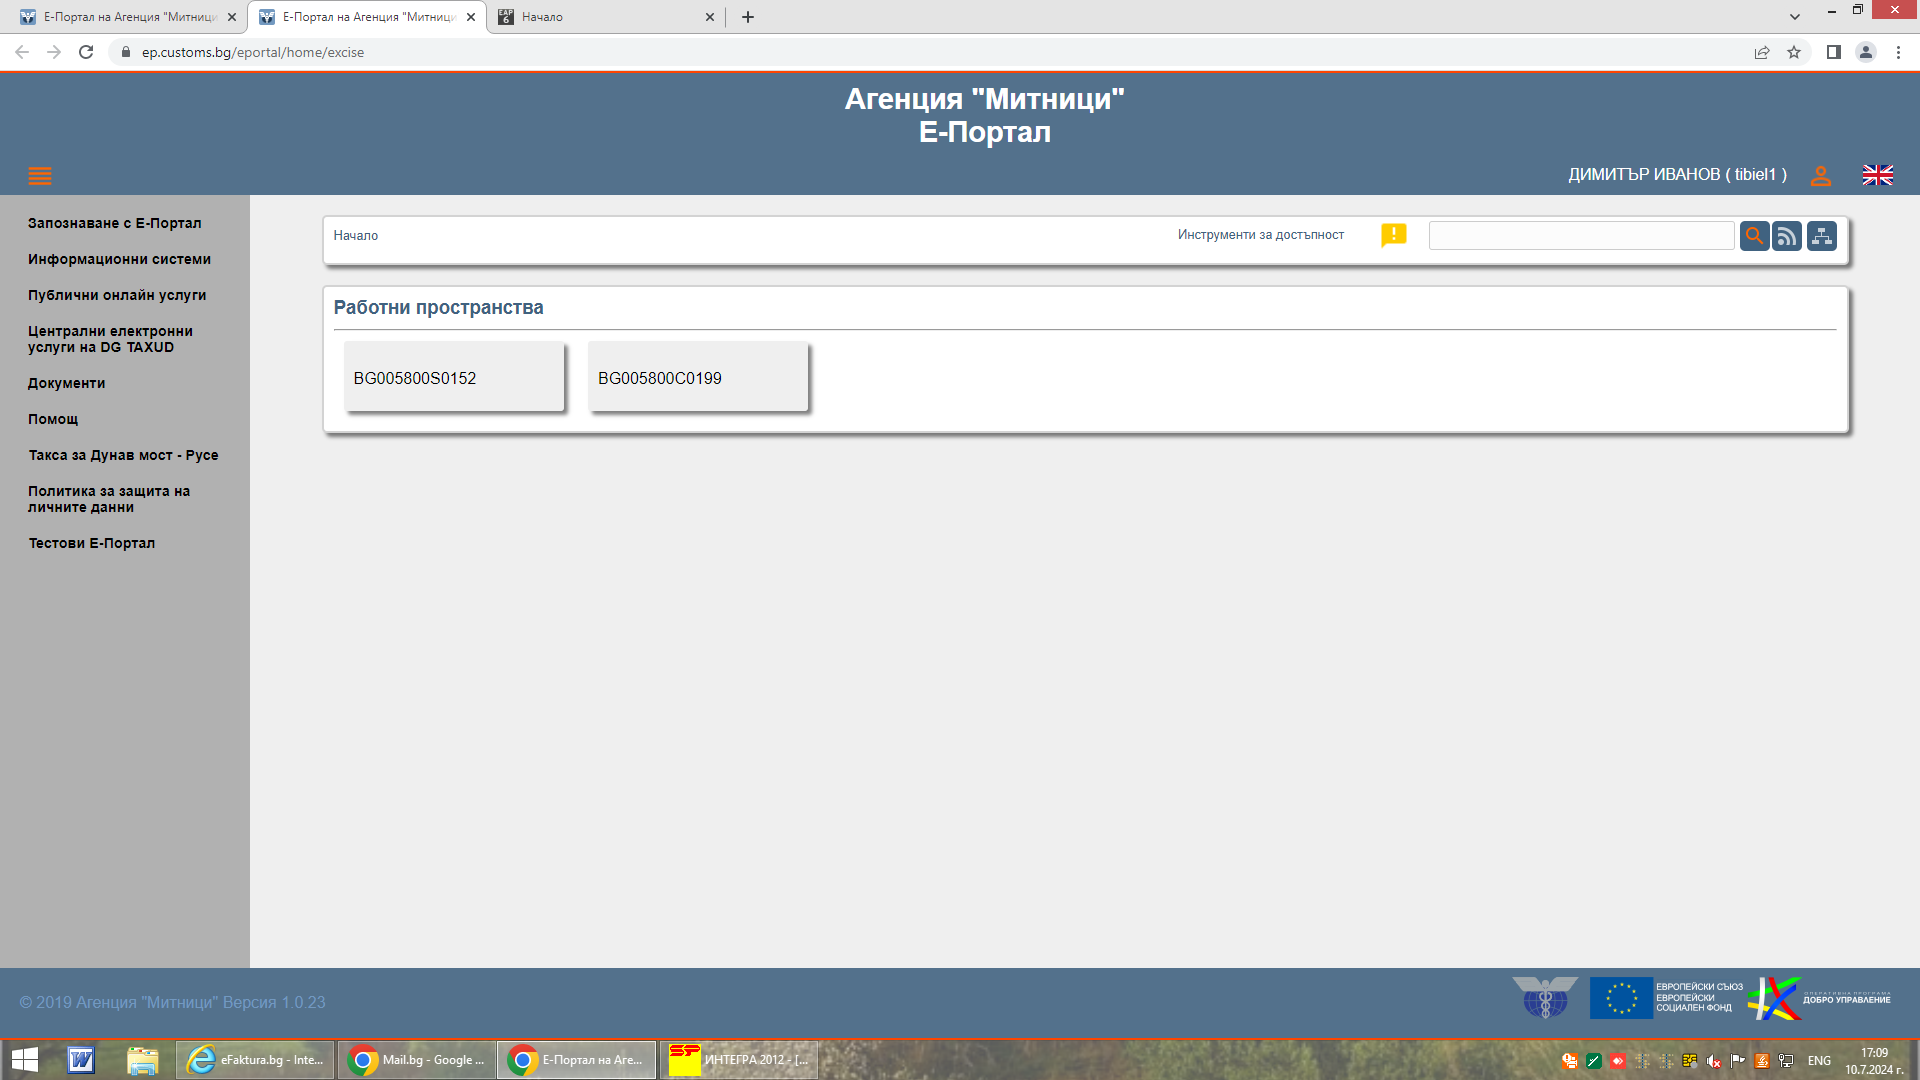 Е-Портал на Агенция "Митници
Е-Портал на Агенция "Митници
EAP 6 Начало
ep.customs.bg/eportal/home/excise
Агенция "Митници"
Е-Портал
ДИМИТЪР ИВАНОВ ( tibiel1 )
Запознаване с Е-Портал
Информационни системи
Публични онлайн услуги
Централни електронни
услуги на DG TAXUD
Документи
Помощ
Такса за Дунав мост - Русе
Политика за защита на
личните данни
Тестови Е-Портал
Начало
Инструменти за достъпност
Работни пространства
BG005800S0152
BG005800C0199
© 2019 Агенция "Митници" Версия 1.0.23
ЕВРОПЕЙСКИ СЪЮЗ
ЕВРОПЕЙСКИ
СОЦИАЛЕН ФОНД
ОПЕРАТИВНА ПРОГРАМА
ДОБРО УПРАВЛЕНИЕ
eFaktura.bg - Inte...
Mail.bg - Google ...
Е-Портал на Аге...
ИНТЕГРА 2012 - [...
ENG
17:09
10.7.2024 г.